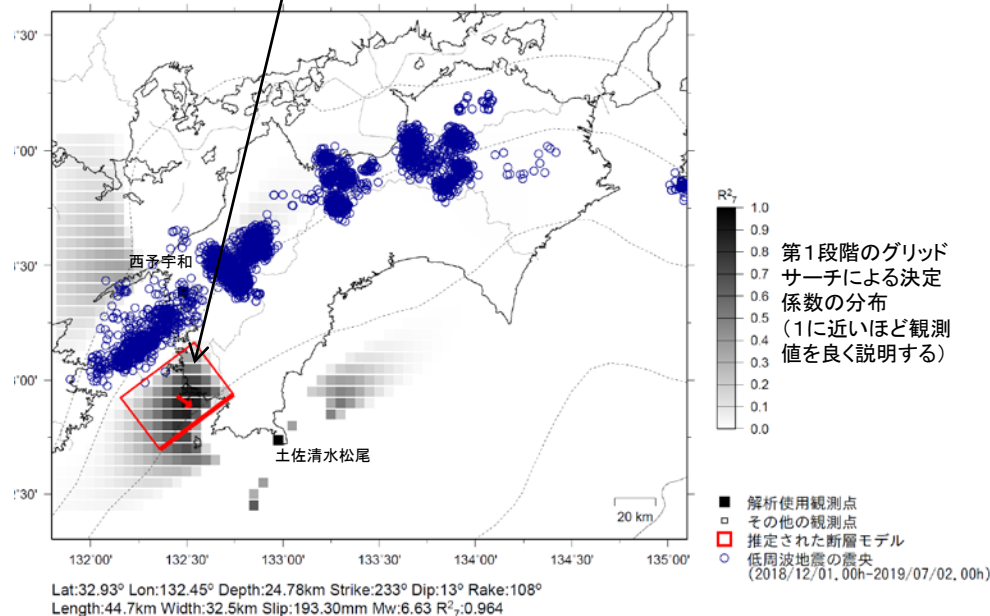 :30'
:00'
:30'
:00'
:30'
132°00'
132°30'
133°00'
133°30'
134°00'
134°30'
135°00'
西予宇和
土佐清水松尾
20 km
R²₇
1.0
0.9
0.8
0.7
0.6
0.5
0.4
0.3
0.2
0.1
0.0
第1段階のグリッド
サーチによる決定
係数の分布
(1に近いほど観測
値を良く説明する)
解析使用観測点
その他の観測点
推定された断層モデル
低周波地震の震央
(2018/12/01.00h-2019/07/02.00h)
Lat:32.93° Lon:132.45° Depth:24.78km Strike:233° Dip:13° Rake:108°
Length:44.7km Width:32.5km Slip:193.30mm Mw:6.63 R²₇:0.964